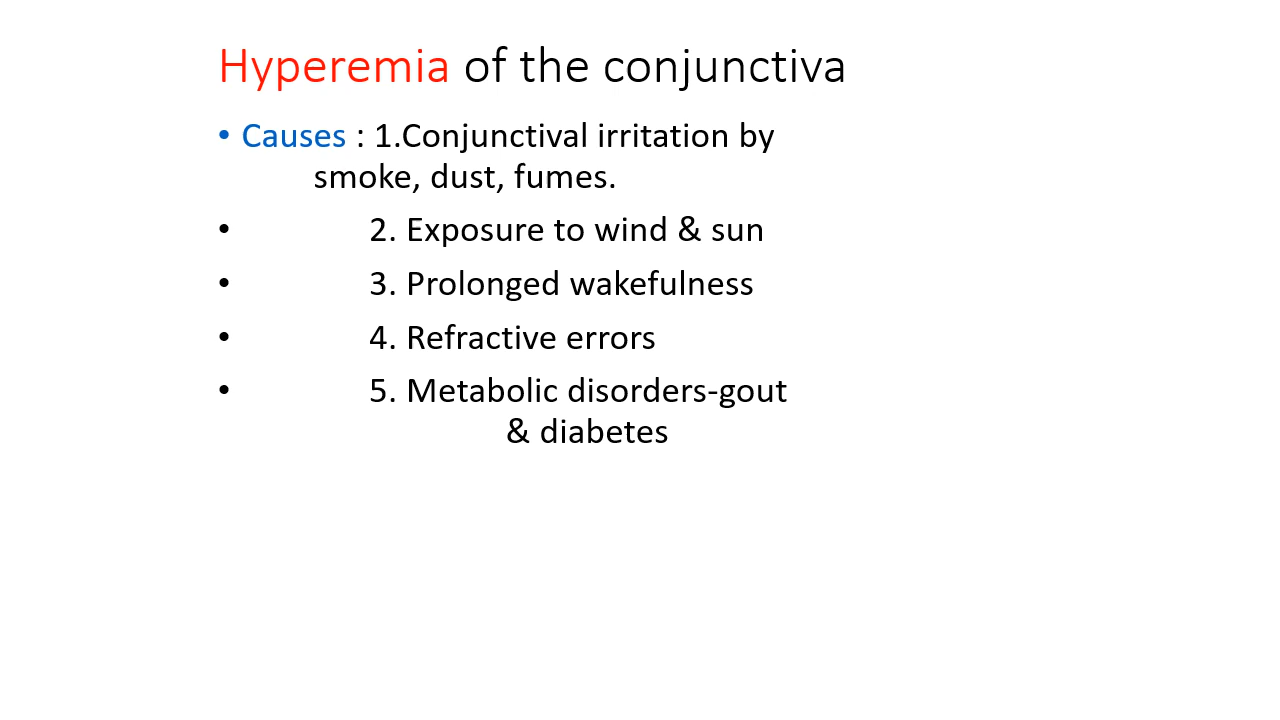 Hyperemia of the conjunctiva
• Causes : 1.Conjunctival irritation by
smoke, dust, fumes.
• 2. Exposure to wind & sun
• 3. Prolonged wakefulness
• 4. Refractive errors
• 5. Metabolic disorders-gout
& diabetes